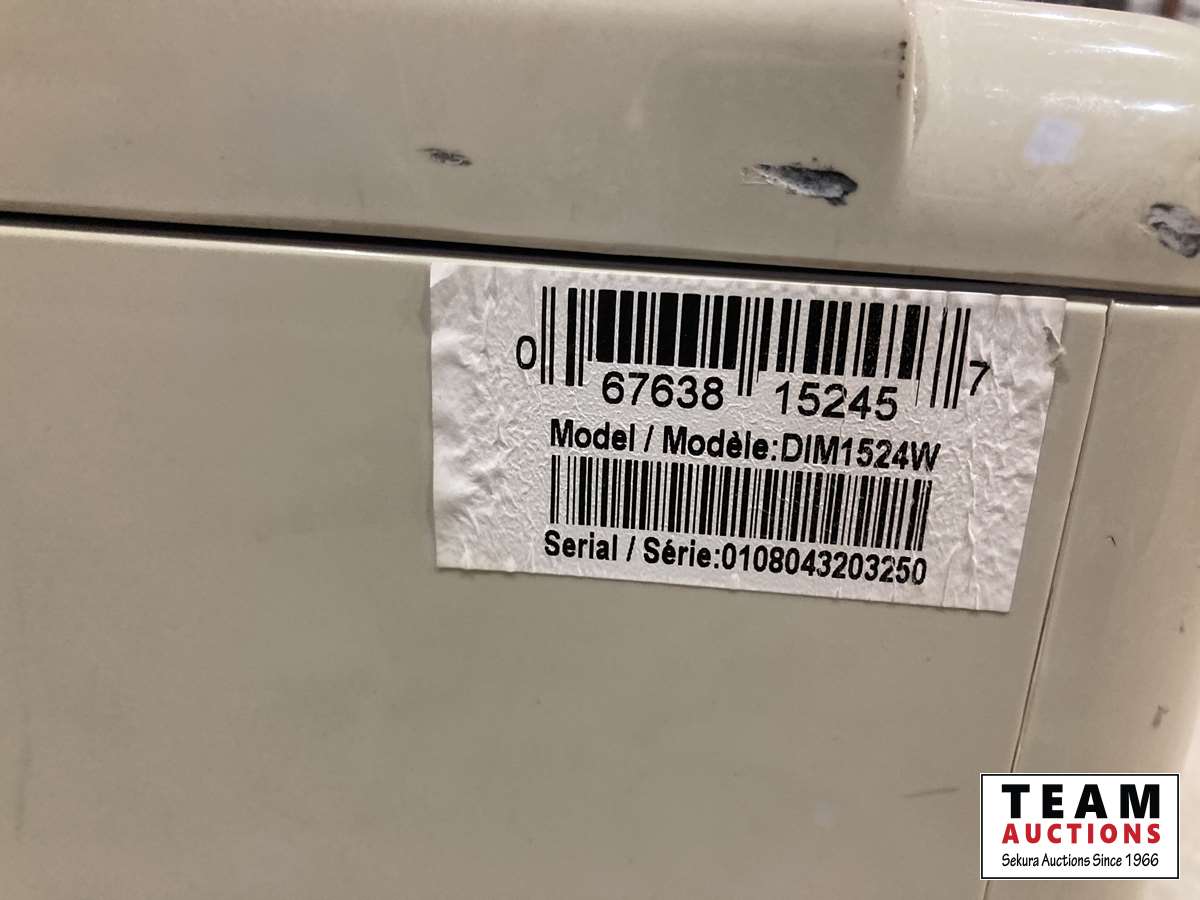 0 67638 15245 7
Model / Modèle:DIM1524W
Serial / Série:0108043203250
TEAM
AUCTIONS
Sekura Auctions Since 1966